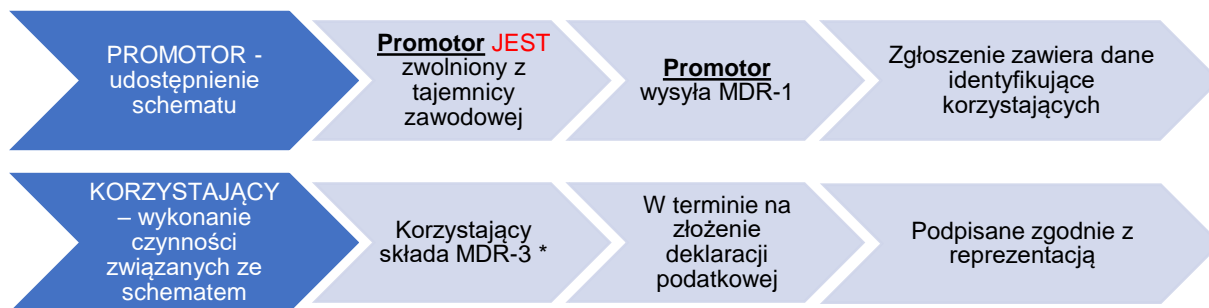 PROMOTOR -
udostępnienie
schematu
Promotor JEST
zwolniony z
tajemnicy
zawodowej
Promotor
wysyła MDR-1
Zgłoszenie zawiera dane
identyfikujące
korzystających
KORZYSTAJĄCY
– wykonanie
czynności
związanych ze
schematem
Korzystający
składa MDR-3 *
W terminie na
złożenie
deklaracji
podatkowej
Podpisane zgodnie z
reprezentacją